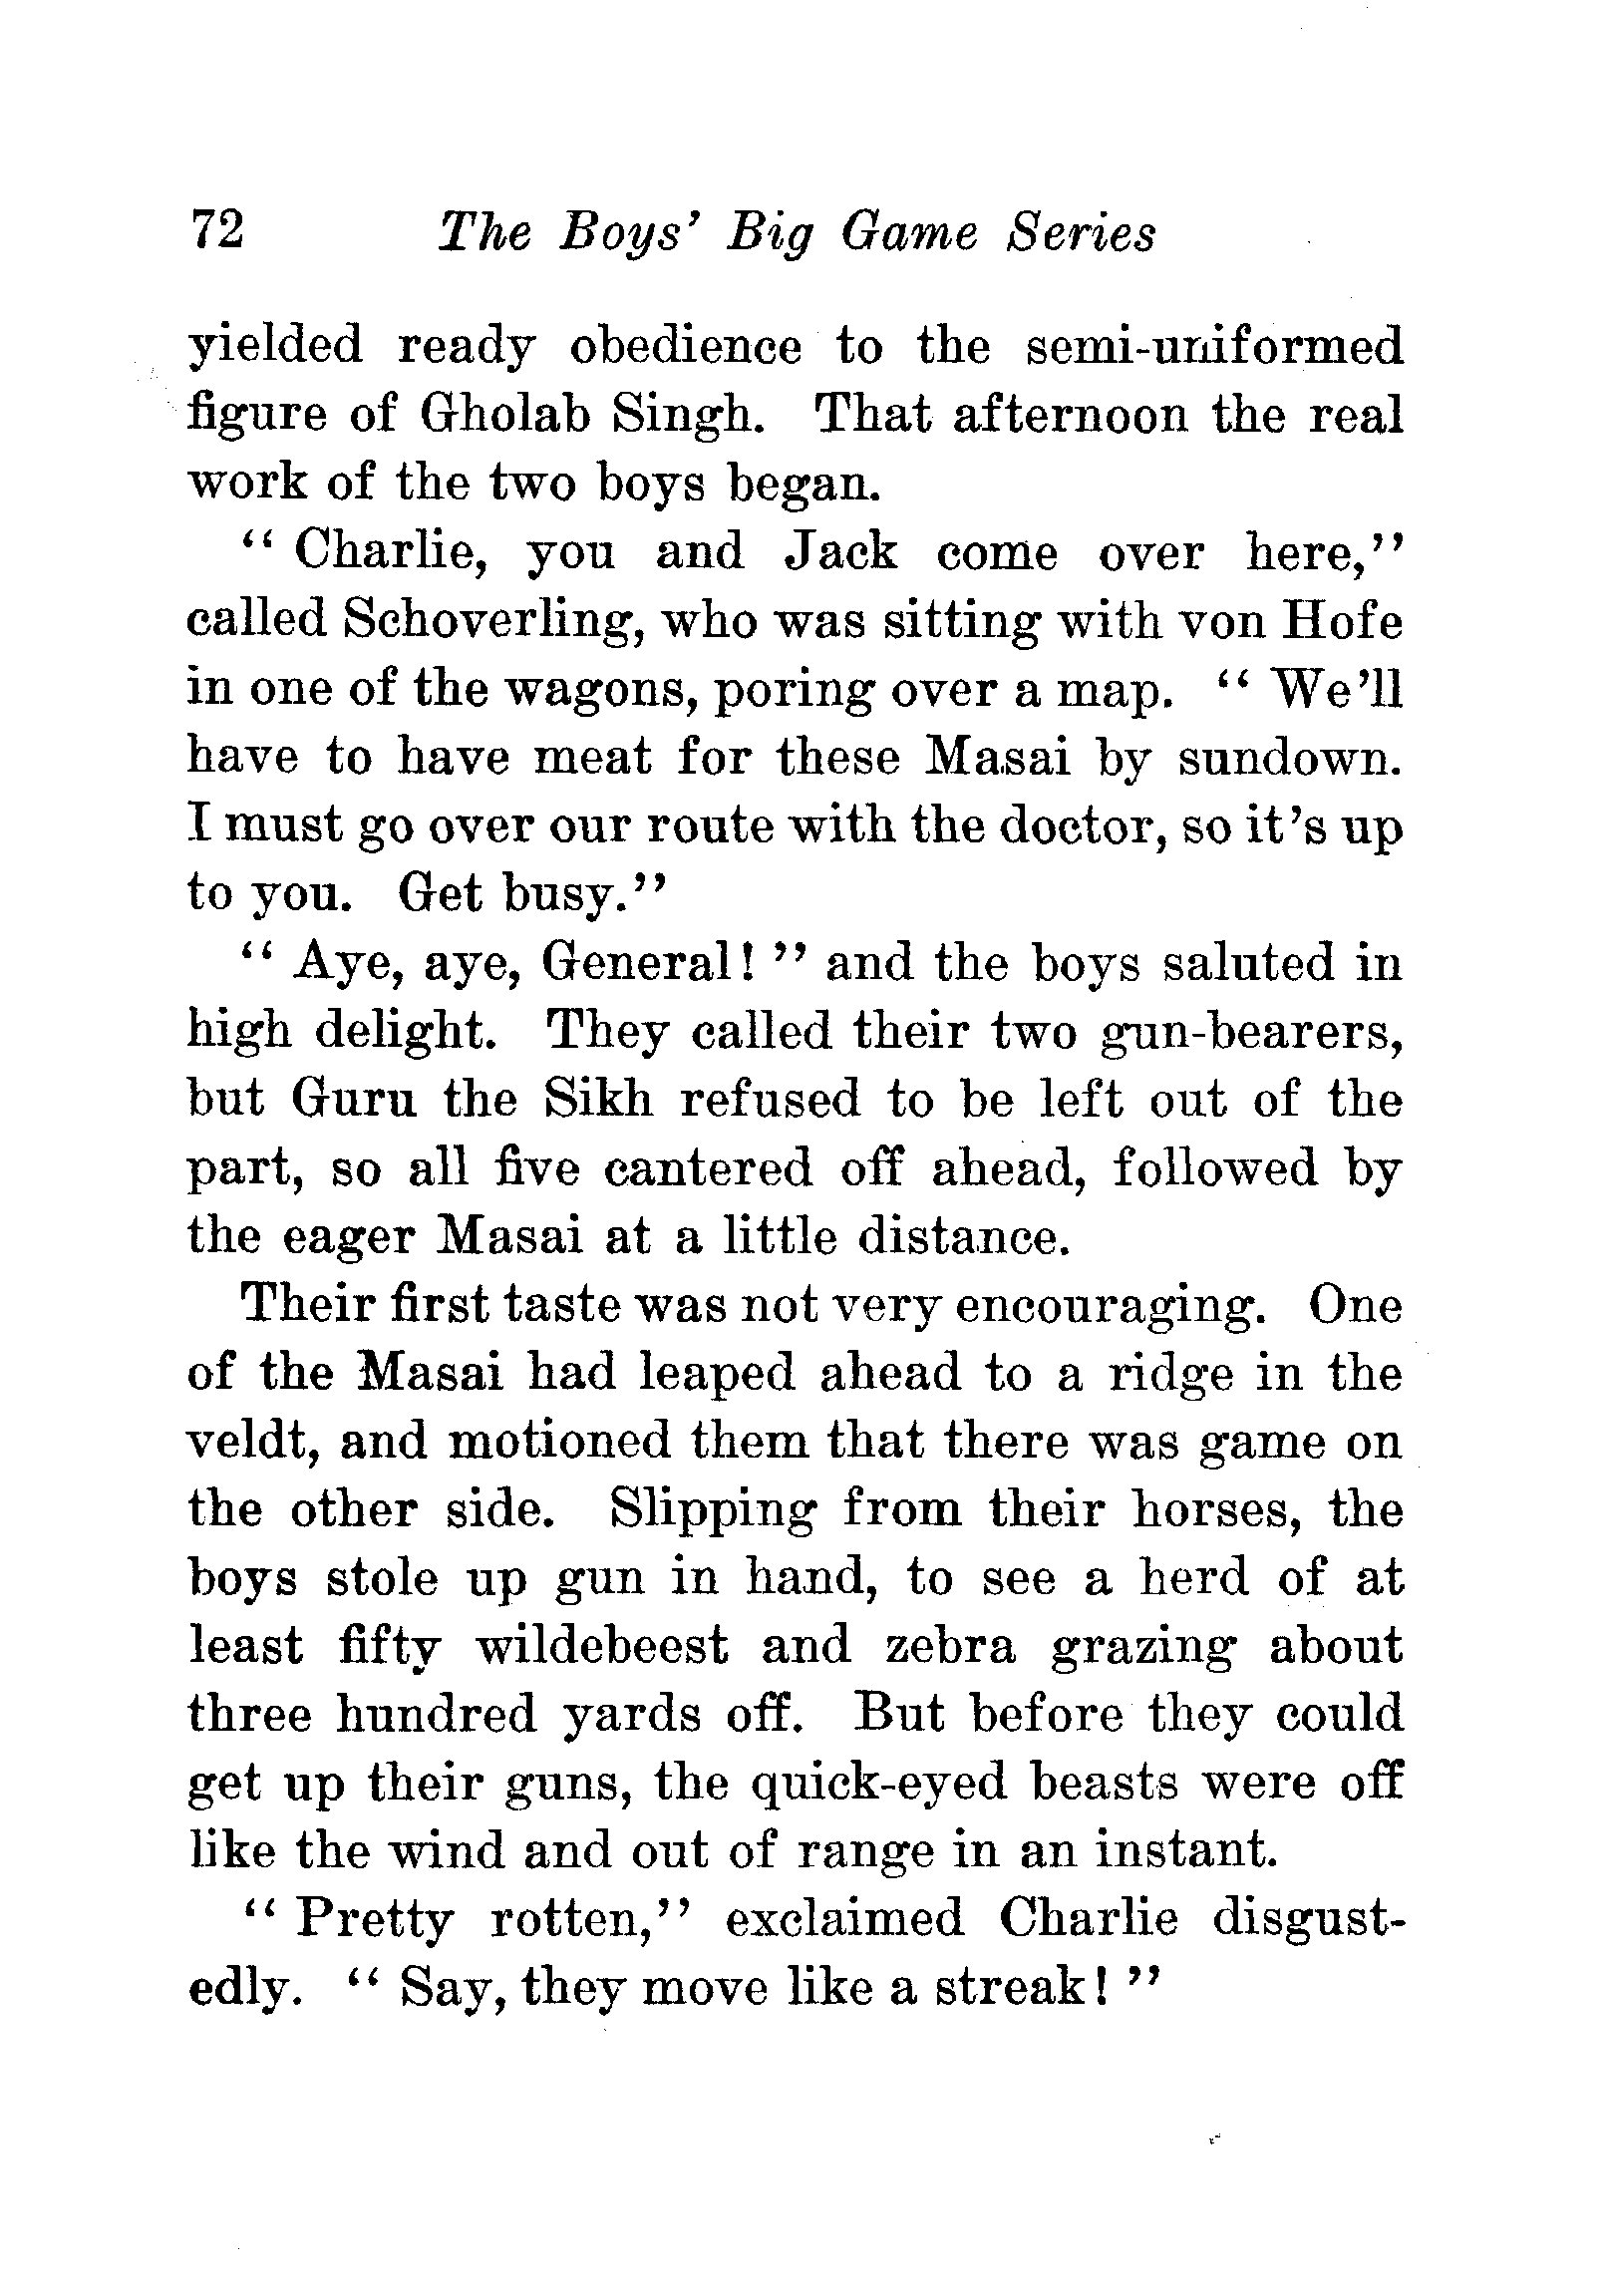 72 The Boys' Big Game Series
yielded ready obedience to the semi-uniformed
figure of Gholab Singh. That afternoon the real
work of the two boys began.
“ Charlie, you and Jack come over here,”
called Schoverling, who was sitting with von Hofe
in one of the wagons, poring over a map. “ We'll
have to have meat for these Masai by sundown.
I must go over our route with the doctor, so it's up
to you. Get busy.”
“ Aye, aye, General! ” and the boys saluted in
high delight. They called their two gun-bearers,
but Guru the Sikh refused to be left out of the
part, so all five cantered off ahead, followed by
the eager Masai at a little distance.
Their first taste was not very encouraging. One
of the Masai had leaped ahead to a ridge in the
veldt, and motioned them that there was game on
the other side. Slipping from their horses, the
boys stole up gun in hand, to see a herd of at
least fifty wildebeest and zebra grazing about
three hundred yards off. But before they could
get up their guns, the quick-eyed beasts were off
like the wind and out of range in an instant.
“ Pretty rotten,” exclaimed Charlie disgust-
edly. “ Say, they move like a streak! ”